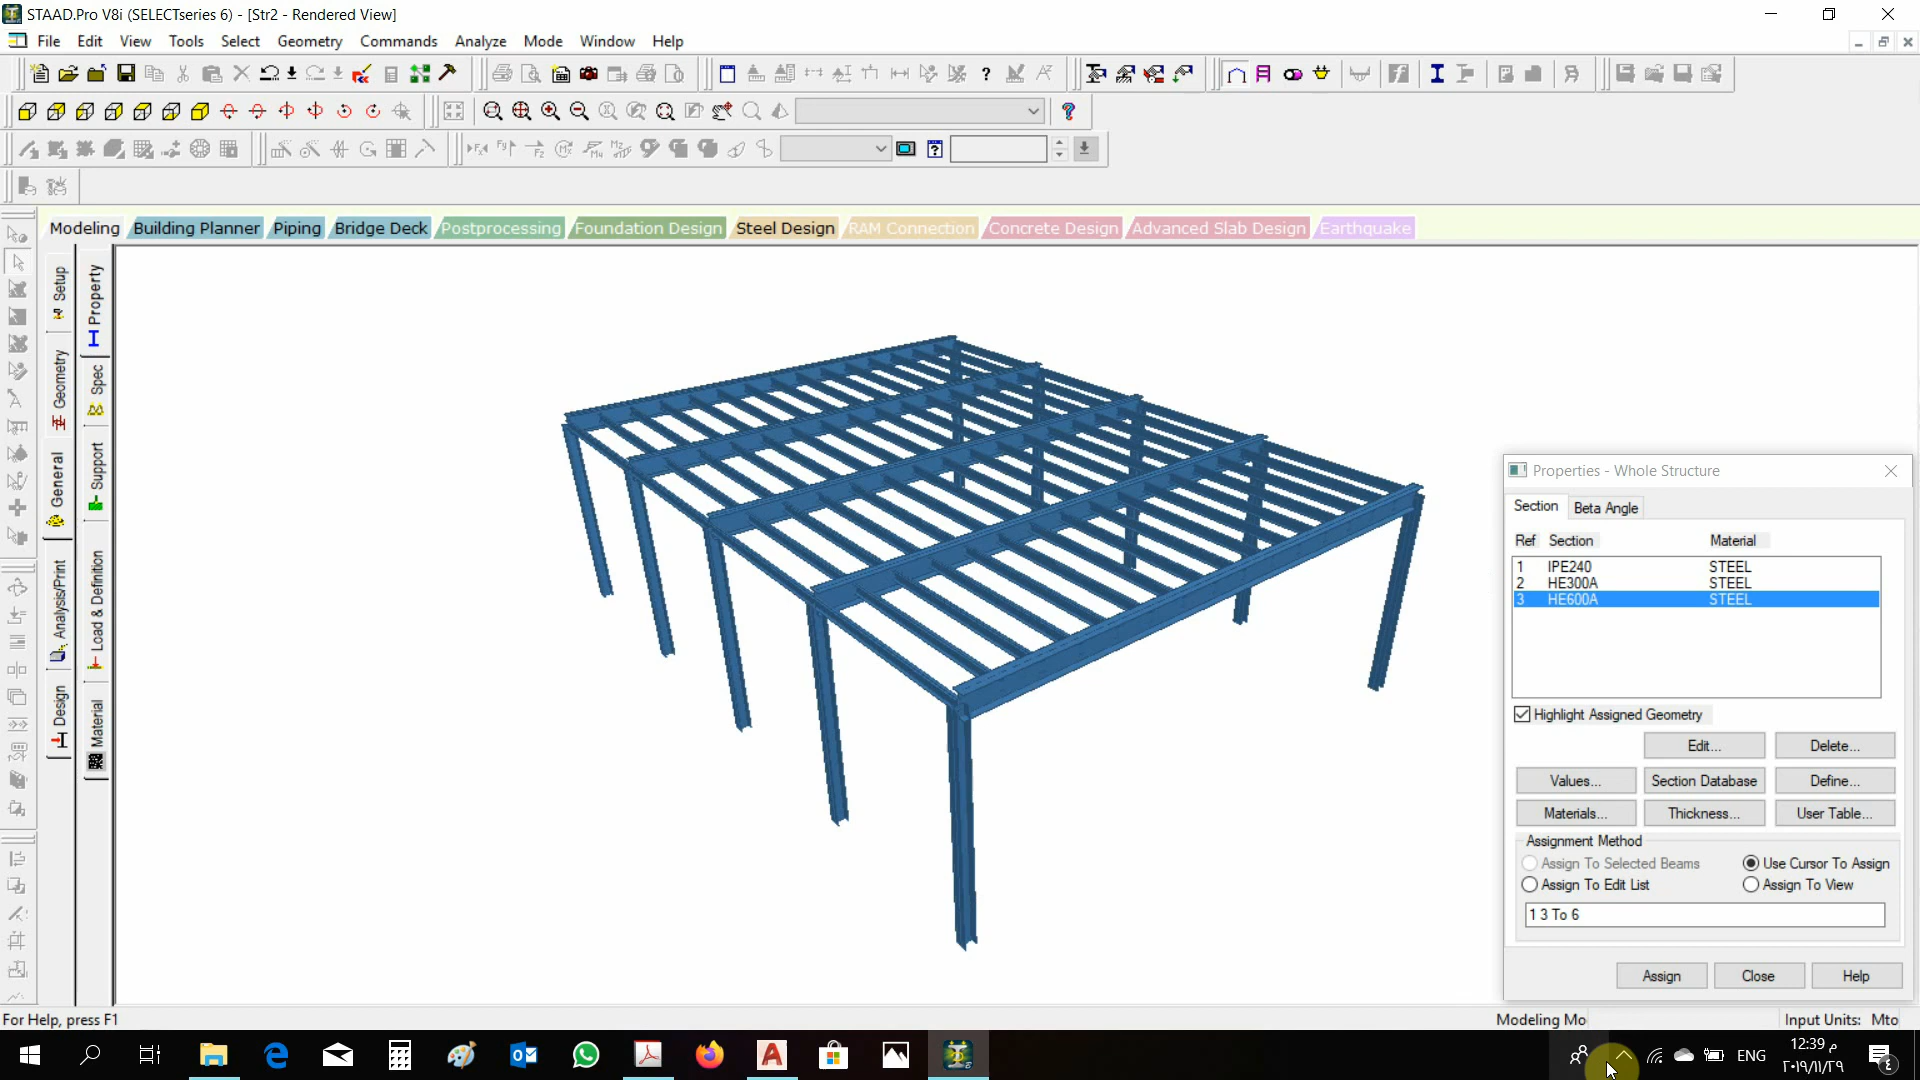 STAAD.Pro V8i (SELECTseries 6) - [Str2 - Rendered View]
File Edit View Tools Select Geometry Commands Analyze Mode Window Help
Modeling Building Planner Piping Bridge Deck Postprocessing Foundation Design Steel Design RAM Connection Concrete Design Advanced Slab Design Earthquake
Setup
Geometry
General
Analysis/Print
Design
Property
Spec
Support
Load & Definition
Material
Properties - Whole Structure
Section Beta Angle
Ref Section Material
1 IPE240 STEEL
2 HE300A STEEL
3 HE600A STEEL
Highlight Assigned Geometry
Edit... Delete...
Values... Section Database Define...
Materials... Thickness... User Table...
Assignment Method
Assign To Selected Beams Use Cursor To Assign
Assign To Edit List Assign To View
1 3 To 6
Assign Close Help
For Help, press F1
Modeling Mo Input Units: Mto
ENG
12:39 م
٢٠١٩/١١/٢٩
٤